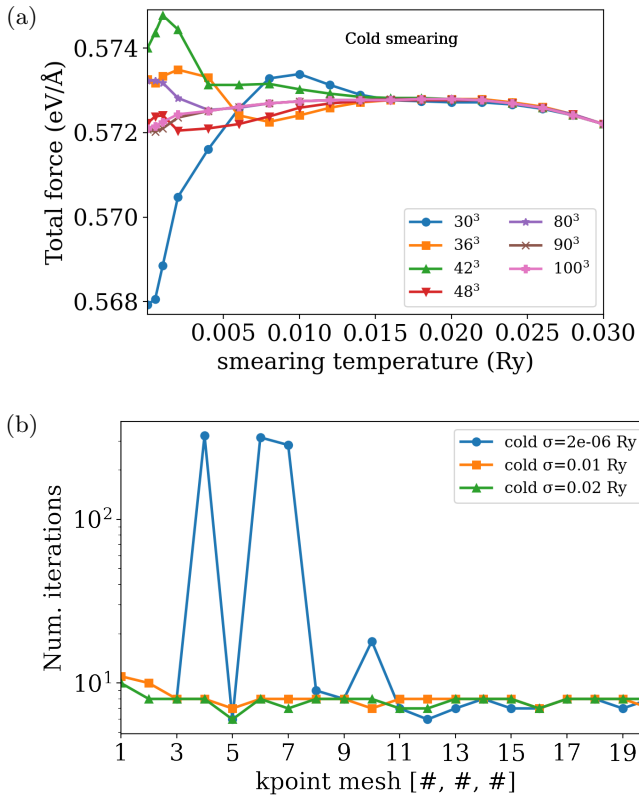 (a)
Cold smearing
0.574
0.572
0.570
0.568
Total force (eV/Å)
30³
36³
42³
48³
80³
90³
100³
0.005 0.010 0.015 0.020 0.025 0.030
smearing temperature (Ry)
(b)
cold σ=2e-06 Ry
cold σ=0.01 Ry
cold σ=0.02 Ry
10²
10¹
Num. iterations
1 3 5 7 9 11 13 15 17 19
kpoint mesh [#, #, #]